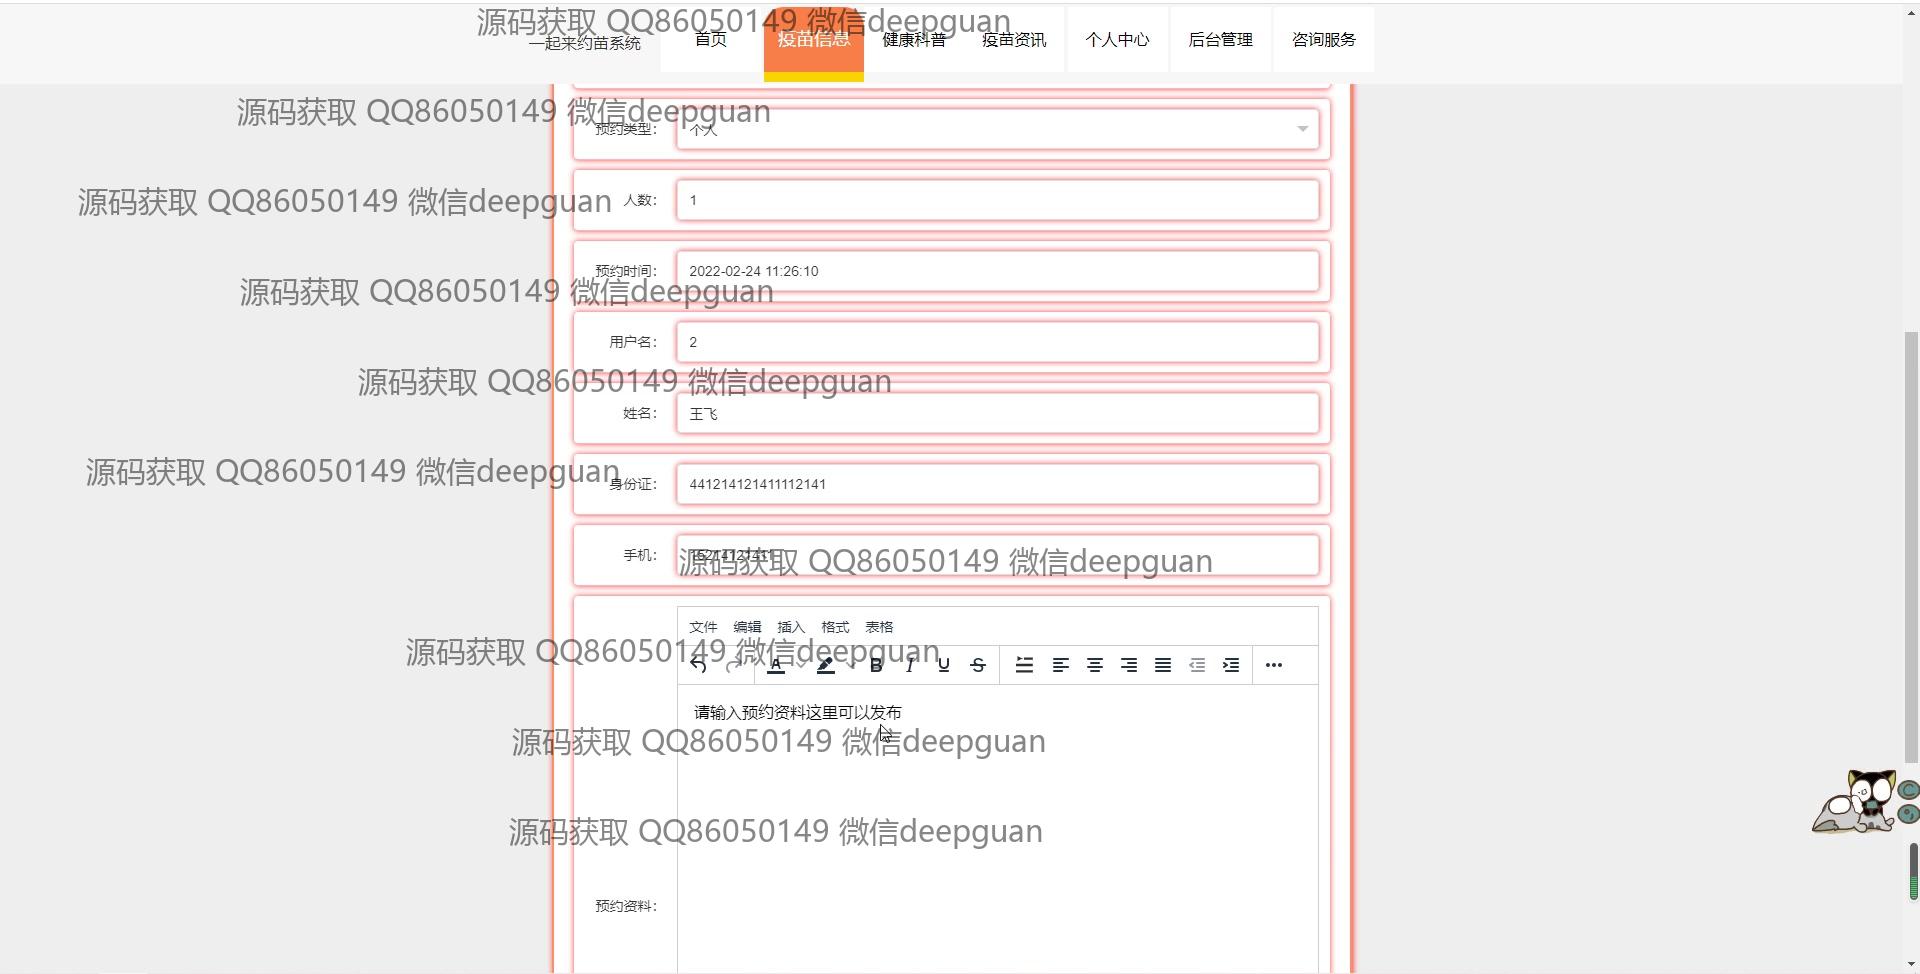 源码获取 QQ86050149 微信deepguan
一起来约苗系统 首页 疫苗信息 健康科普 疫苗资讯 个人中心 后台管理 咨询服务
源码获取 QQ86050149 微信deepguan
预约类型： 个人
源码获取 QQ86050149 微信deepguan
人数： 1
预约时间： 2022-02-24 11:26:10
源码获取 QQ86050149 微信deepguan
用户名： 2
源码获取 QQ86050149 微信deepguan
姓名： 王飞
源码获取 QQ86050149 微信deepguan
身份证： 441214121411112141
手机：
源码获取 QQ86050149 微信deepguan
文件 编辑 插入 格式 表格
源码获取 QQ86050149 微信deepguan
请输入预约资料这里可以发布
源码获取 QQ86050149 微信deepguan
源码获取 QQ86050149 微信deepguan
预约资料：